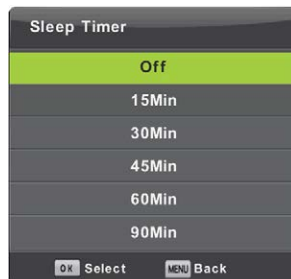 Sleep Timer
Off
15Min
30Min
45Min
60Min
90Min
OK Select MENU Back